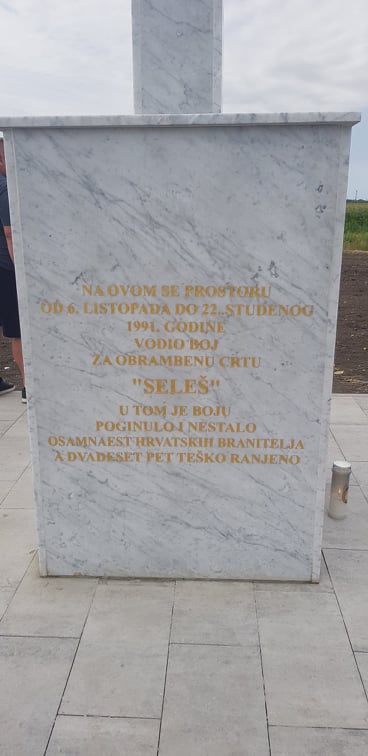 NA OVOM SE PROSTORU
OD 6. LISTOPADA DO 22. STUDENOG
1991. GODINE
VODIO BOJ
ZA OBRAMBENU CRTU
"SELEŠ"
U TOM JE BOJU
POGINULO I NESTALO
OSAMNAEST HRVATSKIH BRANITELJA
A DVADESET PET TEŠKO RANJENO